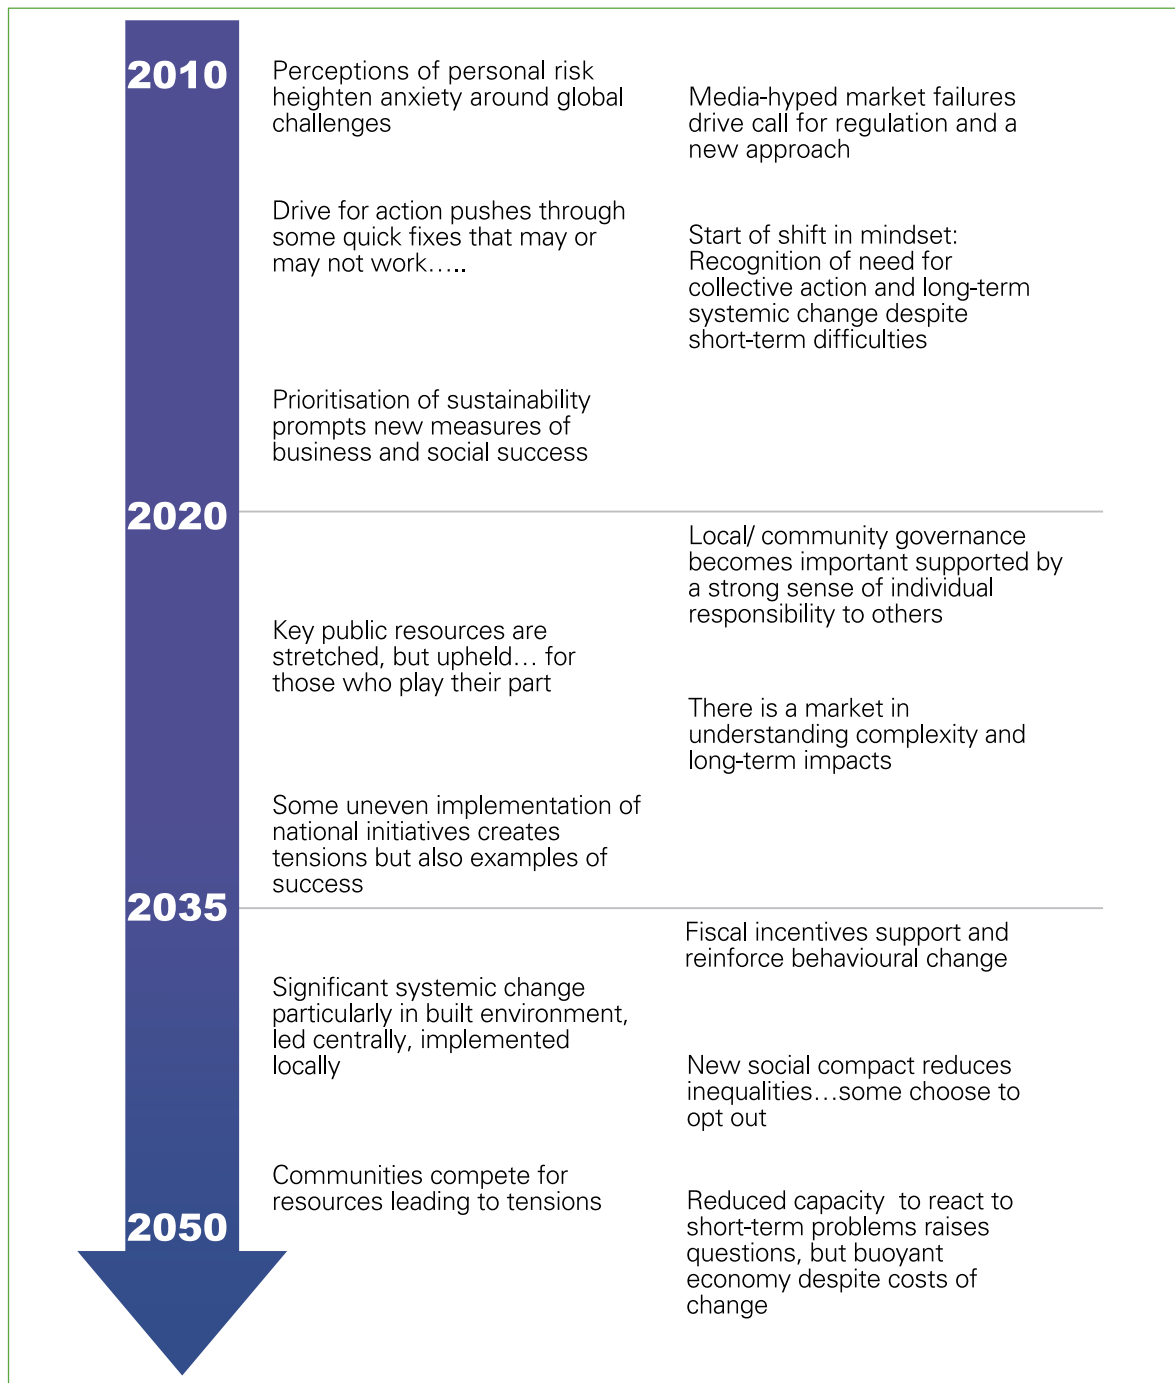 2010
Perceptions of personal risk
heighten anxiety around global
challenges
Media-hyped market failures
drive call for regulation and a
new approach
Drive for action pushes through
some quick fixes that may or
may not work.....
Start of shift in mindset:
Recognition of need for
collective action and long-term
systemic change despite
short-term difficulties
Prioritisation of sustainability
prompts new measures of
business and social success
2020
Local/ community governance
becomes important supported by
a strong sense of individual
responsibility to others
Key public resources are
stretched, but upheld... for
those who play their part
There is a market in
understanding complexity and
long-term impacts
Some uneven implementation of
national initiatives creates
tensions but also examples of
success
2035
Fiscal incentives support and
reinforce behavioural change
Significant systemic change
particularly in built environment,
led centrally, implemented
locally
New social compact reduces
inequalities...some choose to
opt out
Communities compete for
resources leading to tensions
2050
Reduced capacity  to react to
short-term problems raises
questions, but buoyant
economy despite costs of
change